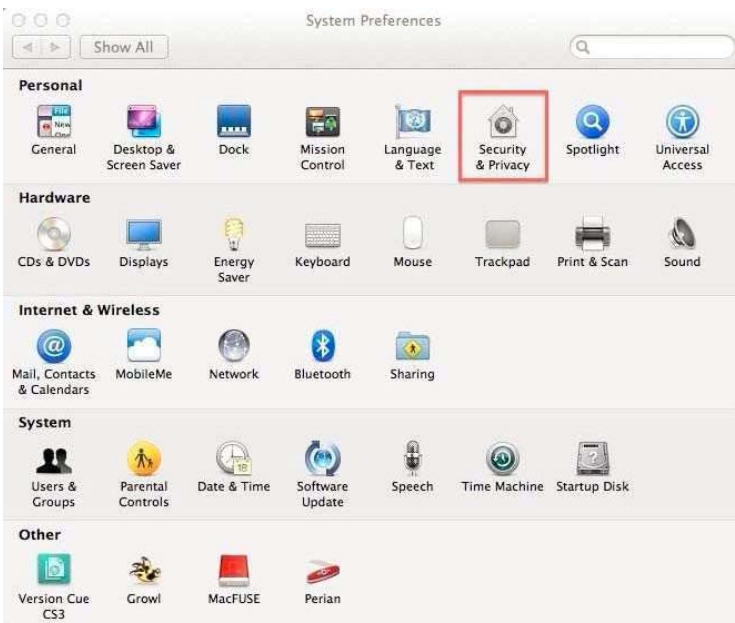 System Preferences
Show All
Personal
File
New
General
Desktop &
Screen Saver
Dock
Mission
Control
Language
& Text
Security
& Privacy
Spotlight
Universal
Access
Hardware
CDs & DVDs
Displays
Energy
Saver
Keyboard
Mouse
Trackpad
Print & Scan
Sound
Internet & Wireless
Mail, Contacts
& Calendars
MobileMe
Network
Bluetooth
Sharing
System
18
Users &
Groups
Parental
Controls
Date & Time
Software
Update
Speech
Time Machine
Startup Disk
Other
Version Cue
CS3
Growl
MacFUSE
Perian